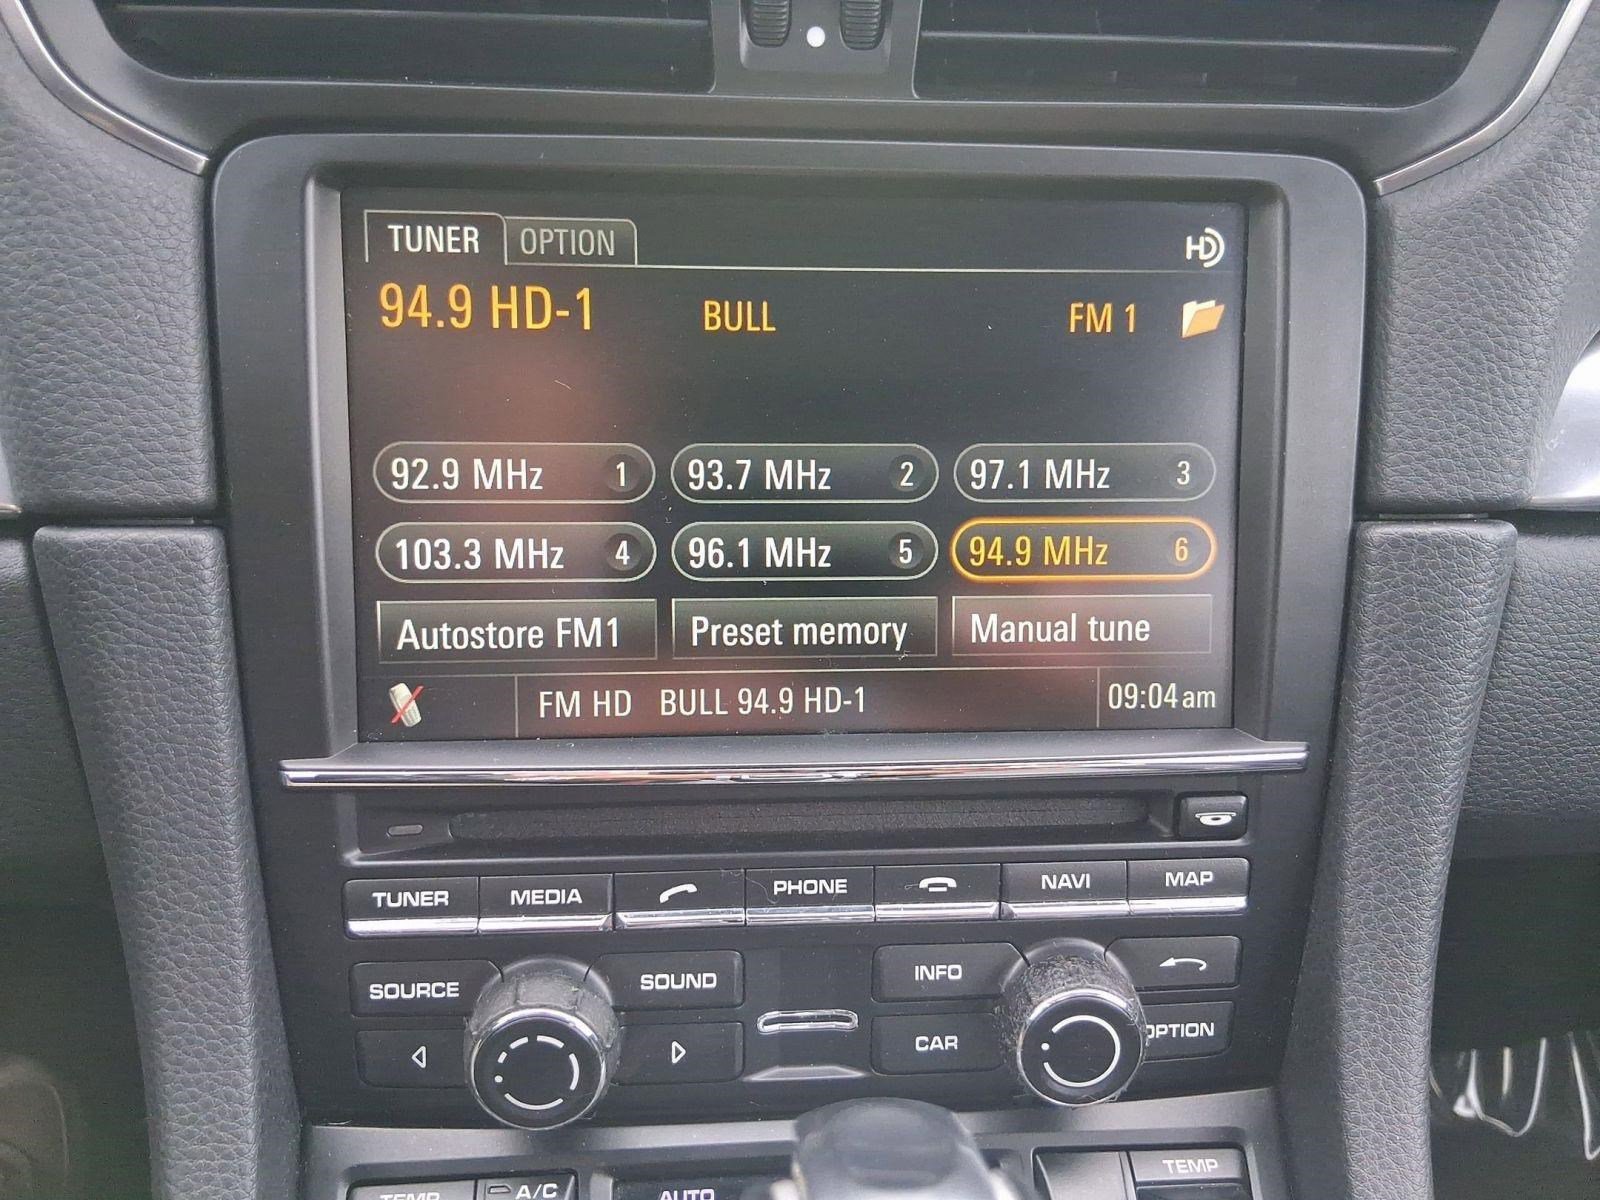 TUNER OPTION HD
94.9 HD-1 BULL FM 1
92.9 MHz 1 93.7 MHz 2 97.1 MHz 3
103.3 MHz 4 96.1 MHz 5 94.9 MHz 6
Autostore FM1 Preset memory Manual tune
FM HD BULL 94.9 HD-1 09:04 am
TUNER MEDIA PHONE NAVI MAP
SOURCE SOUND INFO
CAR OPTION
TEMP A/C AUTO TEMP